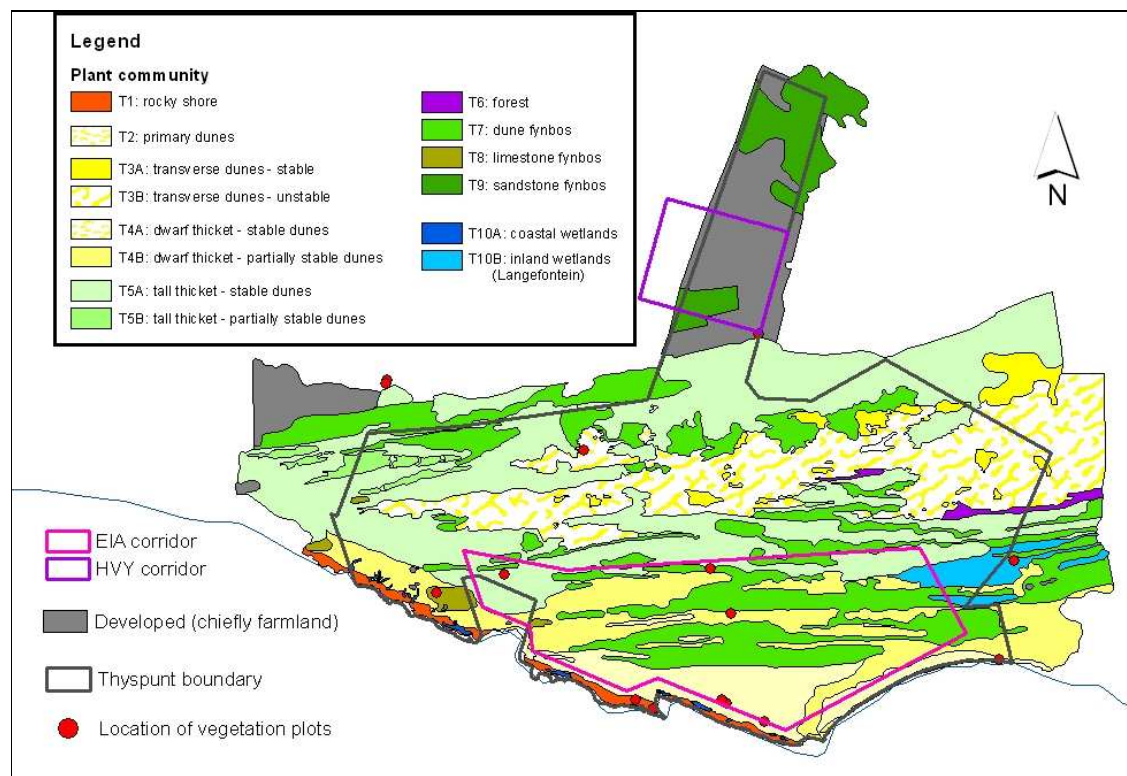 Legend
Plant community
T1: rocky shore
T2: primary dunes
T3A: transverse dunes - stable
T3B: transverse dunes - unstable
T4A: dwarf thicket - stable dunes
T4B: dwarf thicket - partially stable dunes
T5A: tall thicket - stable dunes
T5B: tall thicket - partially stable dunes
T6: forest
T7: dune fynbos
T8: limestone fynbos
T9: sandstone fynbos
T10A: coastal wetlands
T10B: inland wetlands
(Langefontein)
N
EIA corridor
HVY corridor
Developed (chiefly farmland)
Thyspunt boundary
Location of vegetation plots